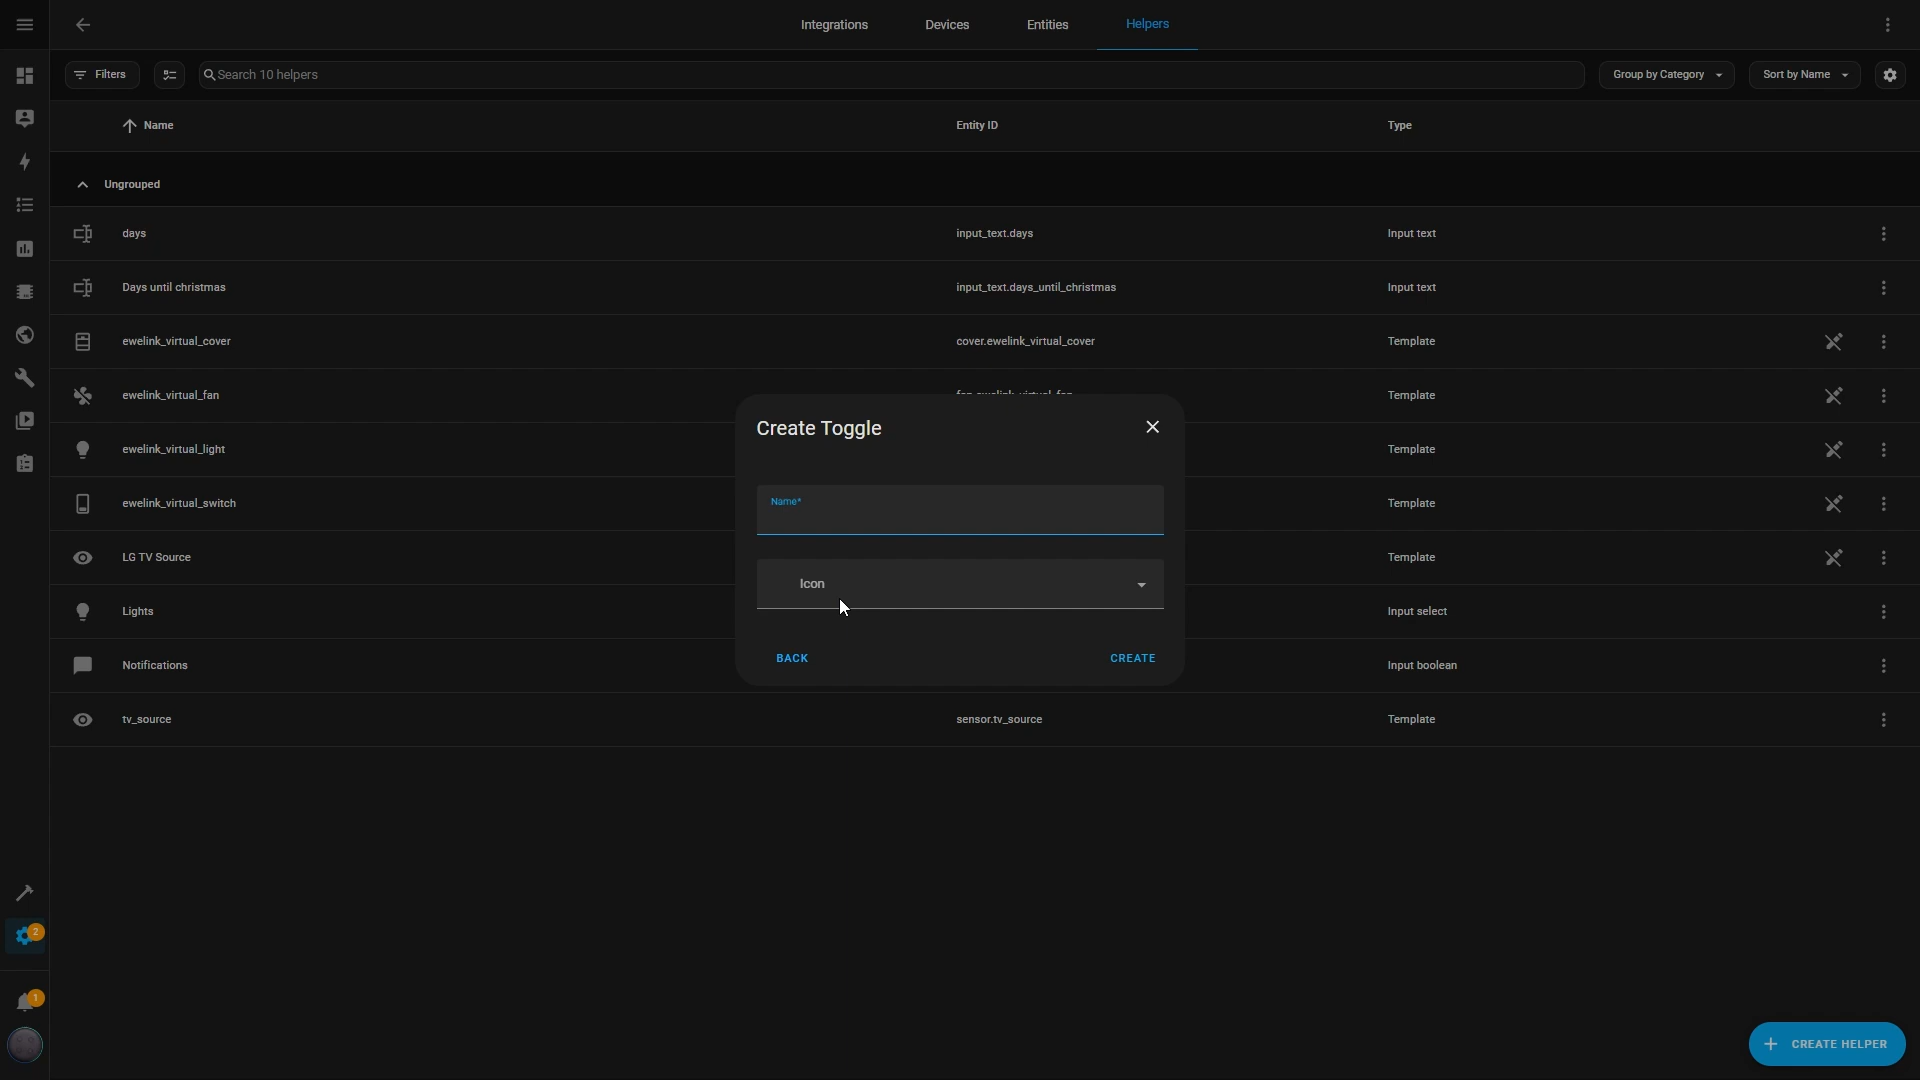 Integrations Devices Entities Helpers
Filters Search 10 helpers Group by Category Sort by Name
Name Entity ID Type
Ungrouped
days input_text.days Input text
Days until christmas input_text.days_until_christmas Input text
ewelink_virtual_cover cover.ewelink_virtual_cover Template
ewelink_virtual_fan Template
Create Toggle
ewelink_virtual_light Template
Name*
ewelink_virtual_switch Template
LG TV Source Template
Icon
Lights Input select
BACK CREATE
Notifications Input boolean
tv_source sensor.tv_source Template
2
1
CREATE HELPER